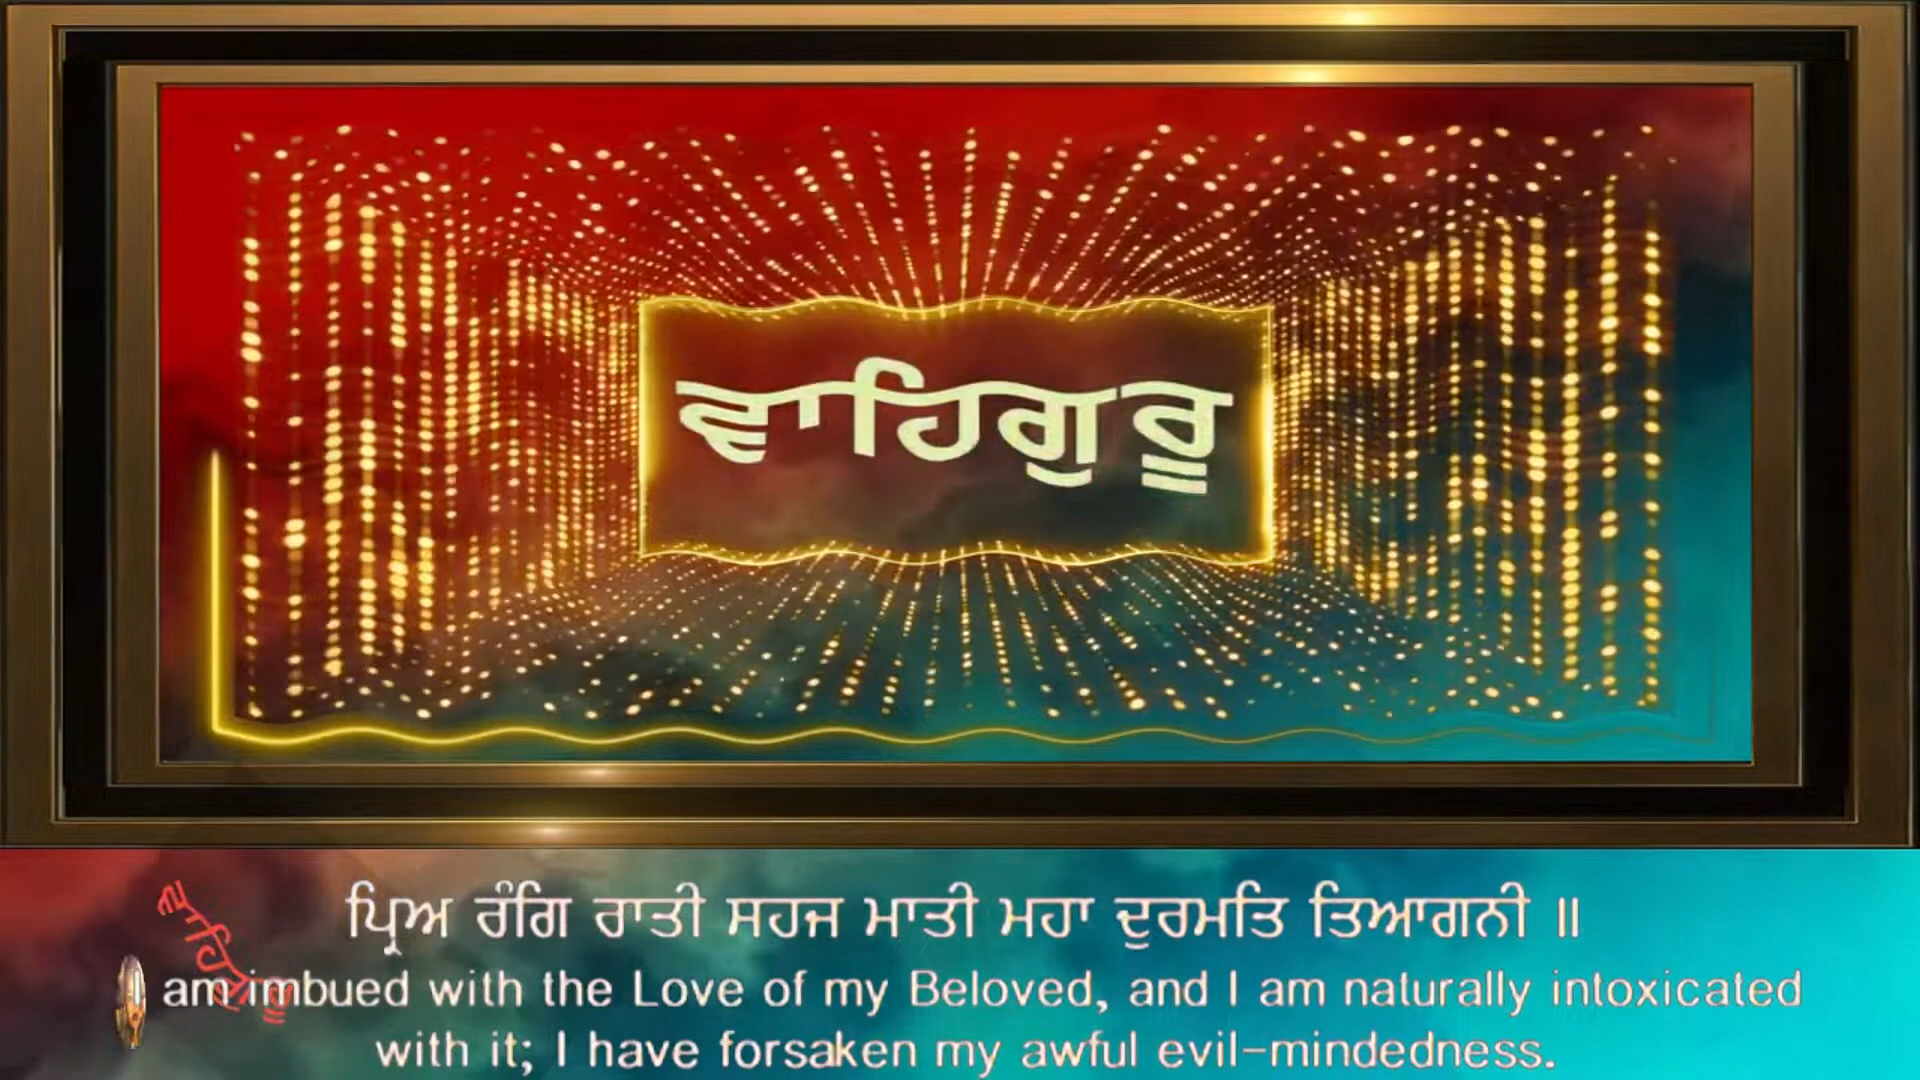 ਵਾਹਿਗੁਰੂ
ਪ੍ਰਿਅ ਰੰਗਿ ਰਾਤੀ ਸਹਜ ਮਾਤੀ ਮਹਾ ਦੁਰਮਤਿ ਤਿਆਗਨੀ ॥
ਵਾਹਿਗੁਰੂ
am imbued with the Love of my Beloved, and I am naturally intoxicated
with it; I have forsaken my awful evil-mindedness.